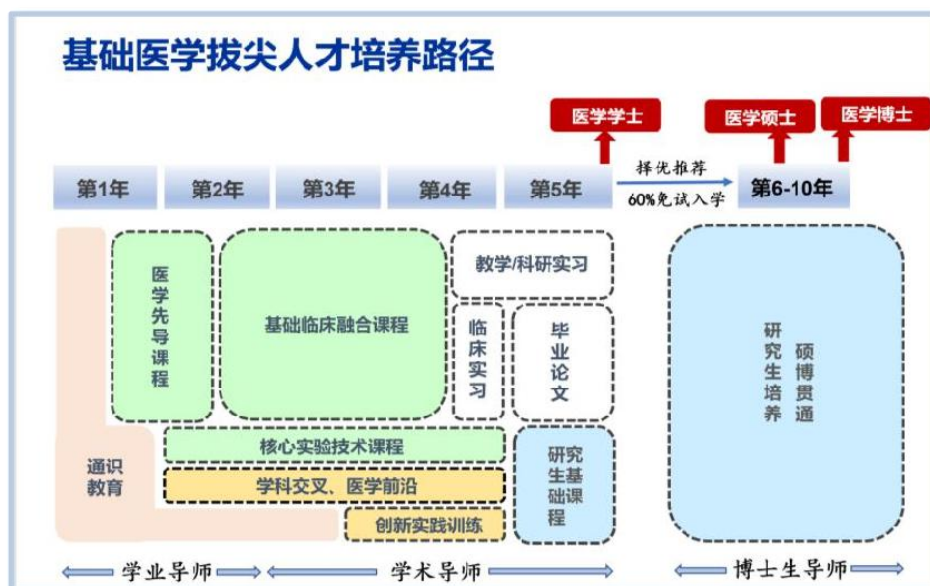 基础医学拔尖人才培养路径
医学学士
医学硕士
医学博士
第1年
第2年
第3年
第4年
第5年
择优推荐
60%免试入学
第6-10年
医学先导课程
基础临床融合课程
教学/科研实习
临床实习
毕业论文
研究生培养
硕博贯通
核心实验技术课程
通识
教育
学科交叉、医学前沿
创新实践训练
研究
生基
础课
程
学业导师
学术导师
博士生导师